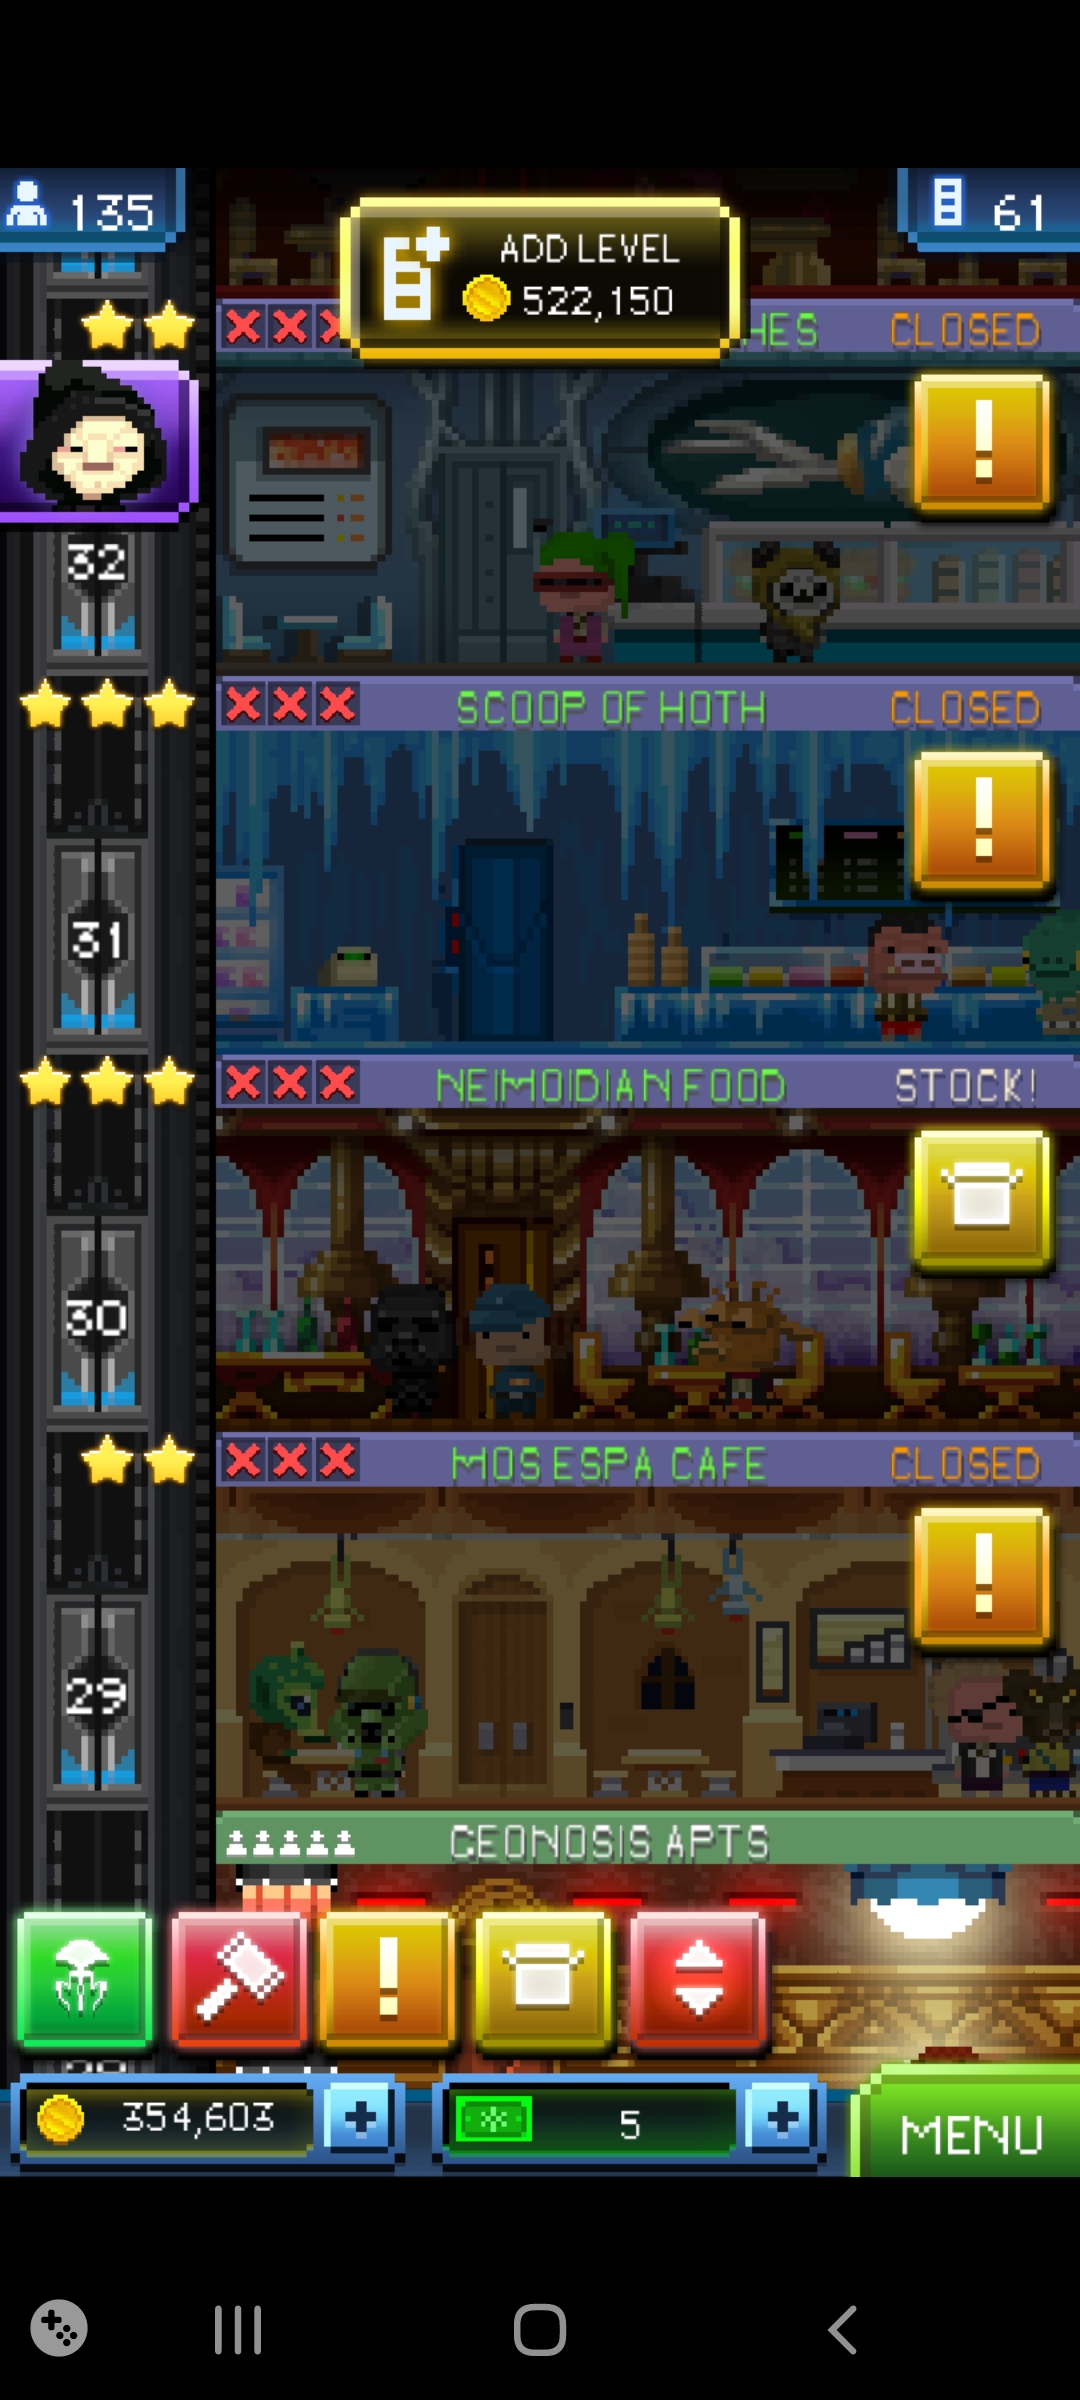 135
61
ADD LEVEL
522,150
HES CLOSED
32
SCOOP OF HOTH CLOSED
31
NEIMOIDIAN FOOD STOCK!
30
MOS ESPA CAFE CLOSED
29
GEONOSIS APTS
354,603
5
MENU